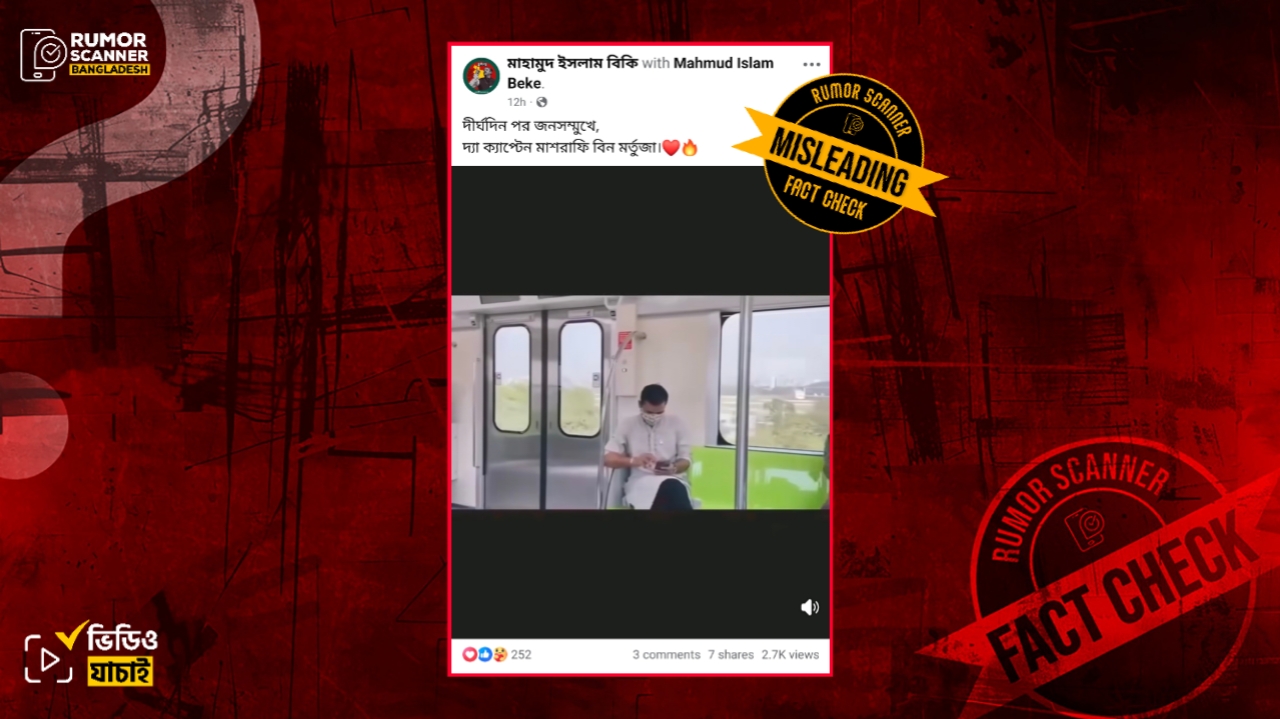 RUMOR
SCANNER
BANGLADESH
মাহামুদ ইসলাম বিকি with Mahmud Islam
Beke.
12h
দীর্ঘদিন পর জনসম্মুখে,
দ্যা ক্যাপ্টেন মাশরাফি বিন মর্তুজা।❤️🔥
RUMOR SCANNER
MISLEADING
FACT CHECK
252
3 comments 7 shares 2.7K views
RUMOR SCANNER
FACT CHECK
ভিডিও
যাচাই